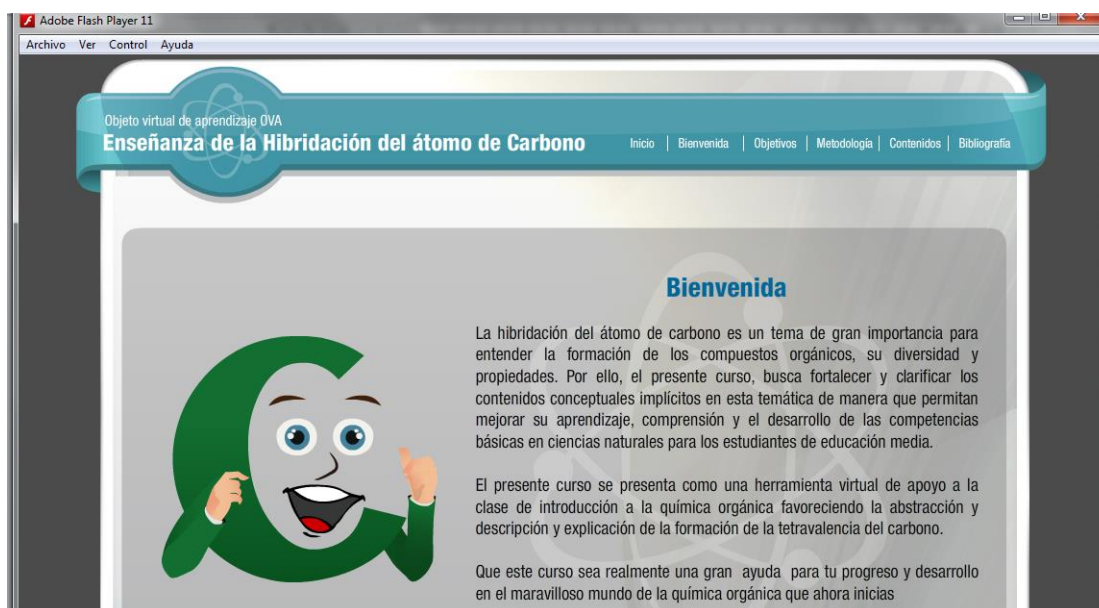 Adobe Flash Player 11
Archivo Ver Control Ayuda
Objeto virtual de aprendizaje OVA
Enseñanza de la Hibridación del átomo de Carbono
Inicio | Bienvenida | Objetivos | Metodología | Contenidos | Bibliografía
Bienvenida
La hibridación del átomo de carbono es un tema de gran importancia para
entender la formación de los compuestos orgánicos, su diversidad y
propiedades. Por ello, el presente curso, busca fortalecer y clarificar los
contenidos conceptuales implícitos en esta temática de manera que permitan
mejorar su aprendizaje, comprensión y el desarrollo de las competencias
básicas en ciencias naturales para los estudiantes de educación media.
El presente curso se presenta como una herramienta virtual de apoyo a la
clase de introducción a la química orgánica favoreciendo la abstracción y
descripción y explicación de la formación de la tetravalencia del carbono.
Que este curso sea realmente una gran ayuda para tu progreso y desarrollo
en el maravilloso mundo de la química orgánica que ahora inicias